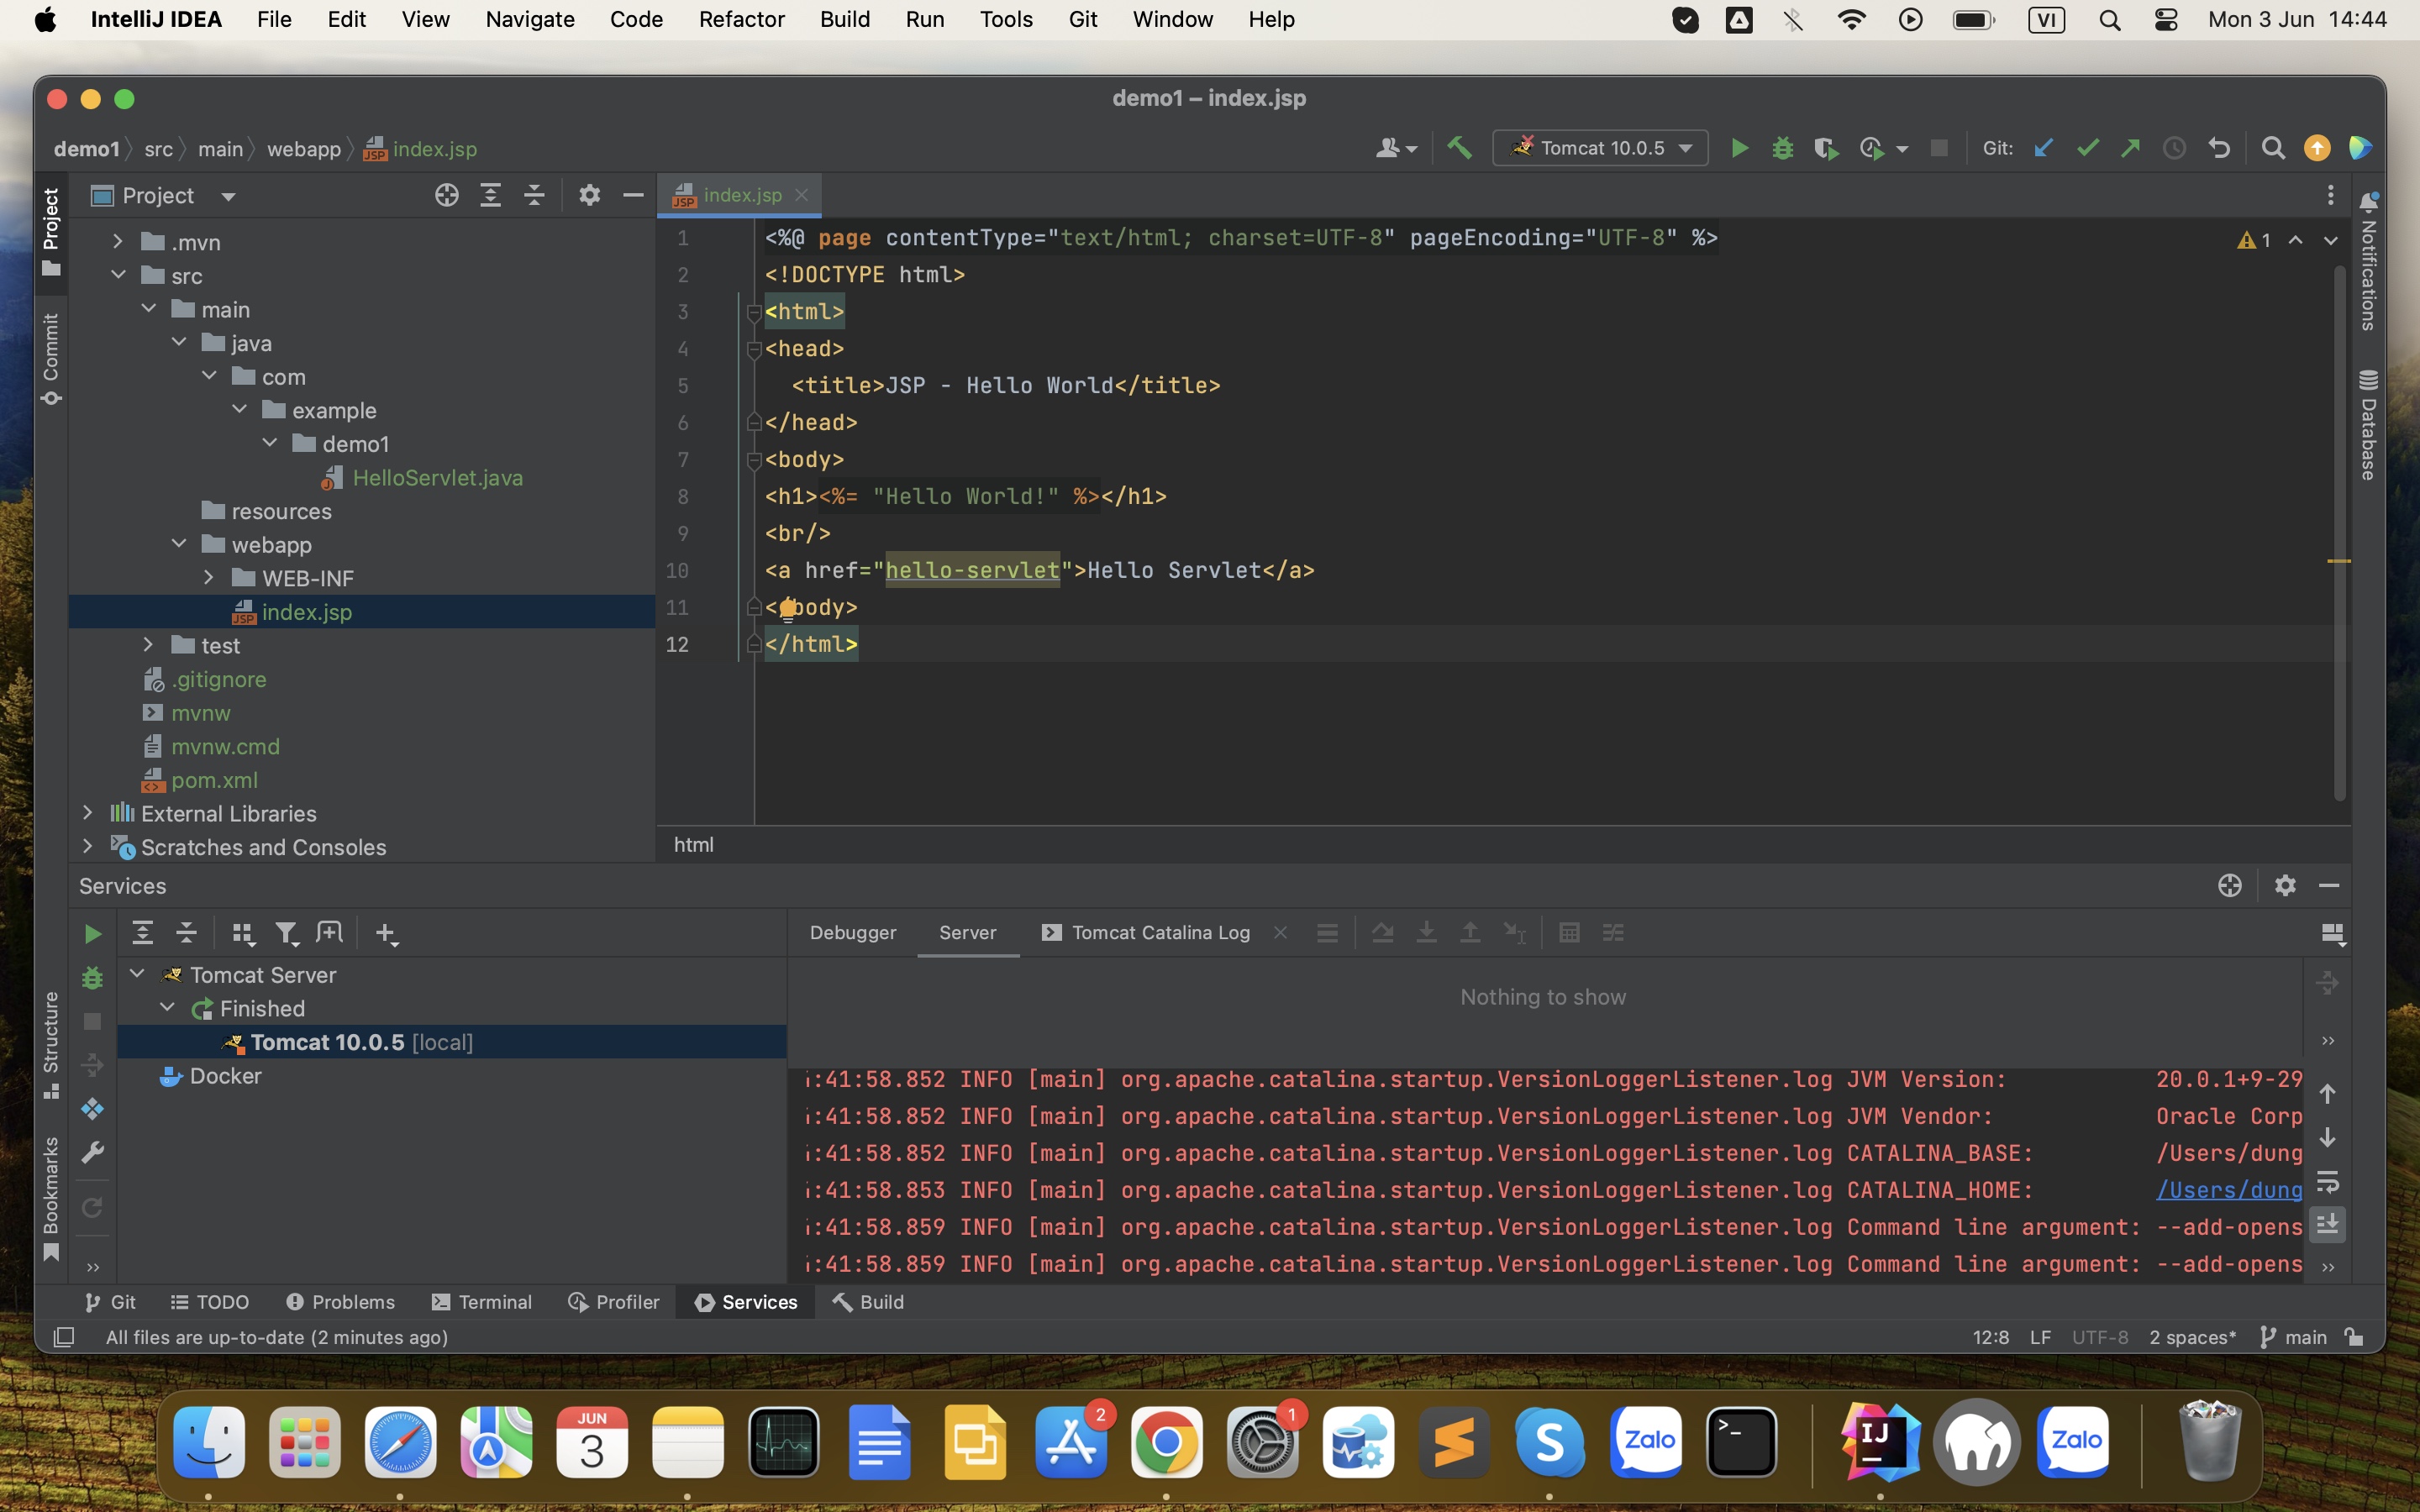 IntelliJ IDEA File Edit View Navigate Code Refactor Build Run Tools Git Window Help VI Mon 3 Jun 14:44
demo1 – index.jsp
demo1 src main webapp index.jsp
Tomcat 10.0.5
Git:
Project
index.jsp
Project
Commit
Structure
Bookmarks
Notifications
Database
.mvn
src
main
java
com
example
demo1
HelloServlet.java
resources
webapp
WEB-INF
index.jsp
test
.gitignore
mvnw
mvnw.cmd
pom.xml
External Libraries
Scratches and Consoles
1 <%@ page contentType="text/html; charset=UTF-8" pageEncoding="UTF-8" %>
1
2 <!DOCTYPE html>
3 <html>
4 <head>
5 <title>JSP - Hello World</title>
6 </head>
7 <body>
8 <h1><%= "Hello World!" %></h1>
9 <br/>
10 <a href="hello-servlet">Hello Servlet</a>
11 </body>
12 </html>
html
Services
Debugger Server Tomcat Catalina Log
Tomcat Server
Finished
Tomcat 10.0.5 [local]
Docker
Nothing to show
:41:58.852 INFO [main] org.apache.catalina.startup.VersionLoggerListener.log JVM Version: 20.0.1+9-29
:41:58.852 INFO [main] org.apache.catalina.startup.VersionLoggerListener.log JVM Vendor: Oracle Corp
:41:58.852 INFO [main] org.apache.catalina.startup.VersionLoggerListener.log CATALINA_BASE: /Users/dung
:41:58.853 INFO [main] org.apache.catalina.startup.VersionLoggerListener.log CATALINA_HOME: /Users/dung
:41:58.859 INFO [main] org.apache.catalina.startup.VersionLoggerListener.log Command line argument: --add-opens
:41:58.859 INFO [main] org.apache.catalina.startup.VersionLoggerListener.log Command line argument: --add-opens
Git TODO Problems Terminal Profiler Services Build
All files are up-to-date (2 minutes ago) 12:8 LF UTF-8 2 spaces* main
JUN
3
2
1
S
Zalo
>_
IJ
Zalo